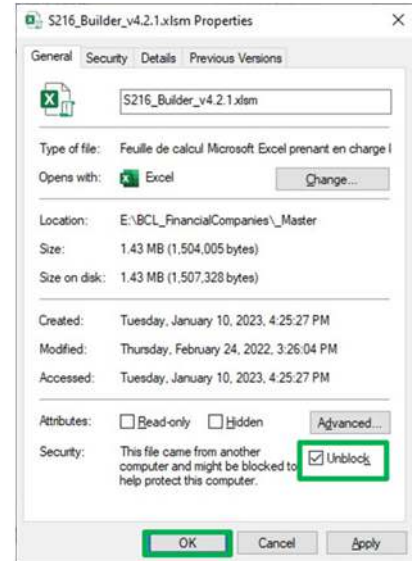 S216_Builder_v4.2.1.xlsm Properties
General Security Details Previous Versions
S216_Builder_v4.2.1.xlsm
Type of file: Feuille de calcul Microsoft Excel prenant en charge l
Opens with: Excel Change...
Location: E:\BCL_FinancialCompanies\_Master
Size: 1.43 MB (1,504,005 bytes)
Size on disk: 1.43 MB (1,507,328 bytes)
Created: Tuesday, January 10, 2023, 4:25:27 PM
Modified: Thursday, February 24, 2022, 3:26:04 PM
Accessed: Tuesday, January 10, 2023, 4:25:27 PM
Attributes: Read-only Hidden Advanced...
Security: This file came from another
computer and might be blocked to
help protect this computer.
Unblock
OK Cancel Apply